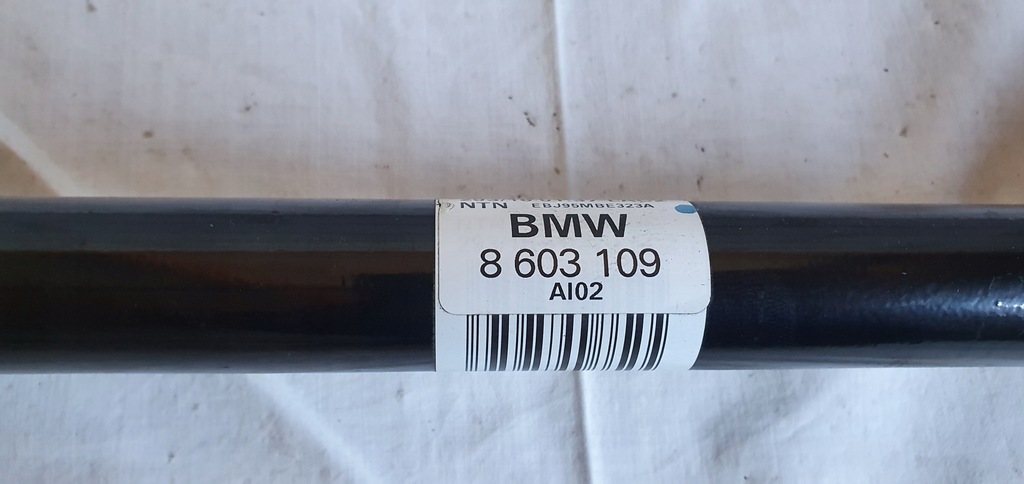 NTN EBJ95MBE323A
BMW
8 603 109
AI02